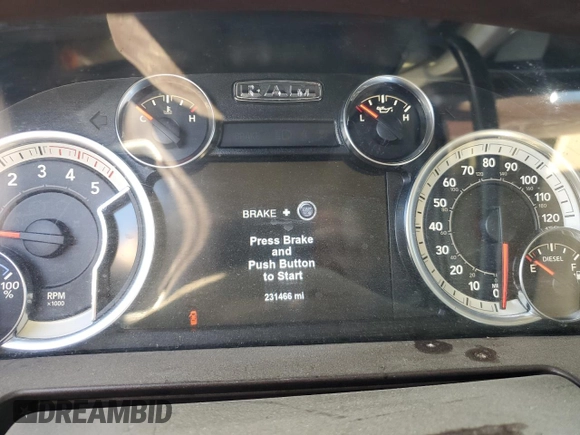 RAM
C H
L H
2 3 4 5
RPM
×1000
100
%
BRAKE +
Press Brake
and
Push Button
to Start
231466 mi
0 10 20 30 40 50 60 70 80 90 100 110 120
DIESEL
E F
DREAMBID